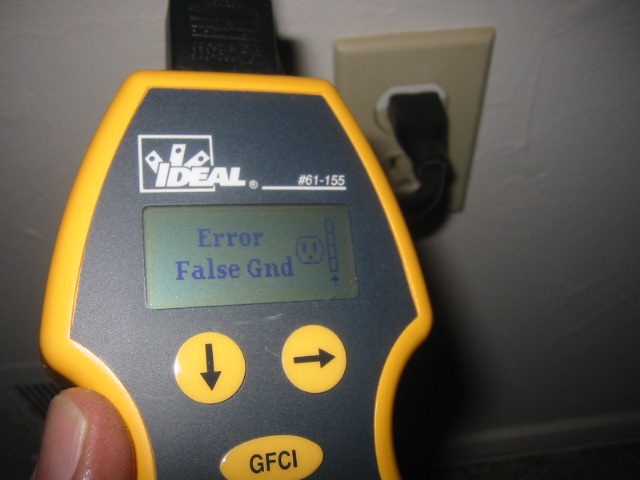 IDEAL ®
#61-155
Error
False Gnd
GFCI